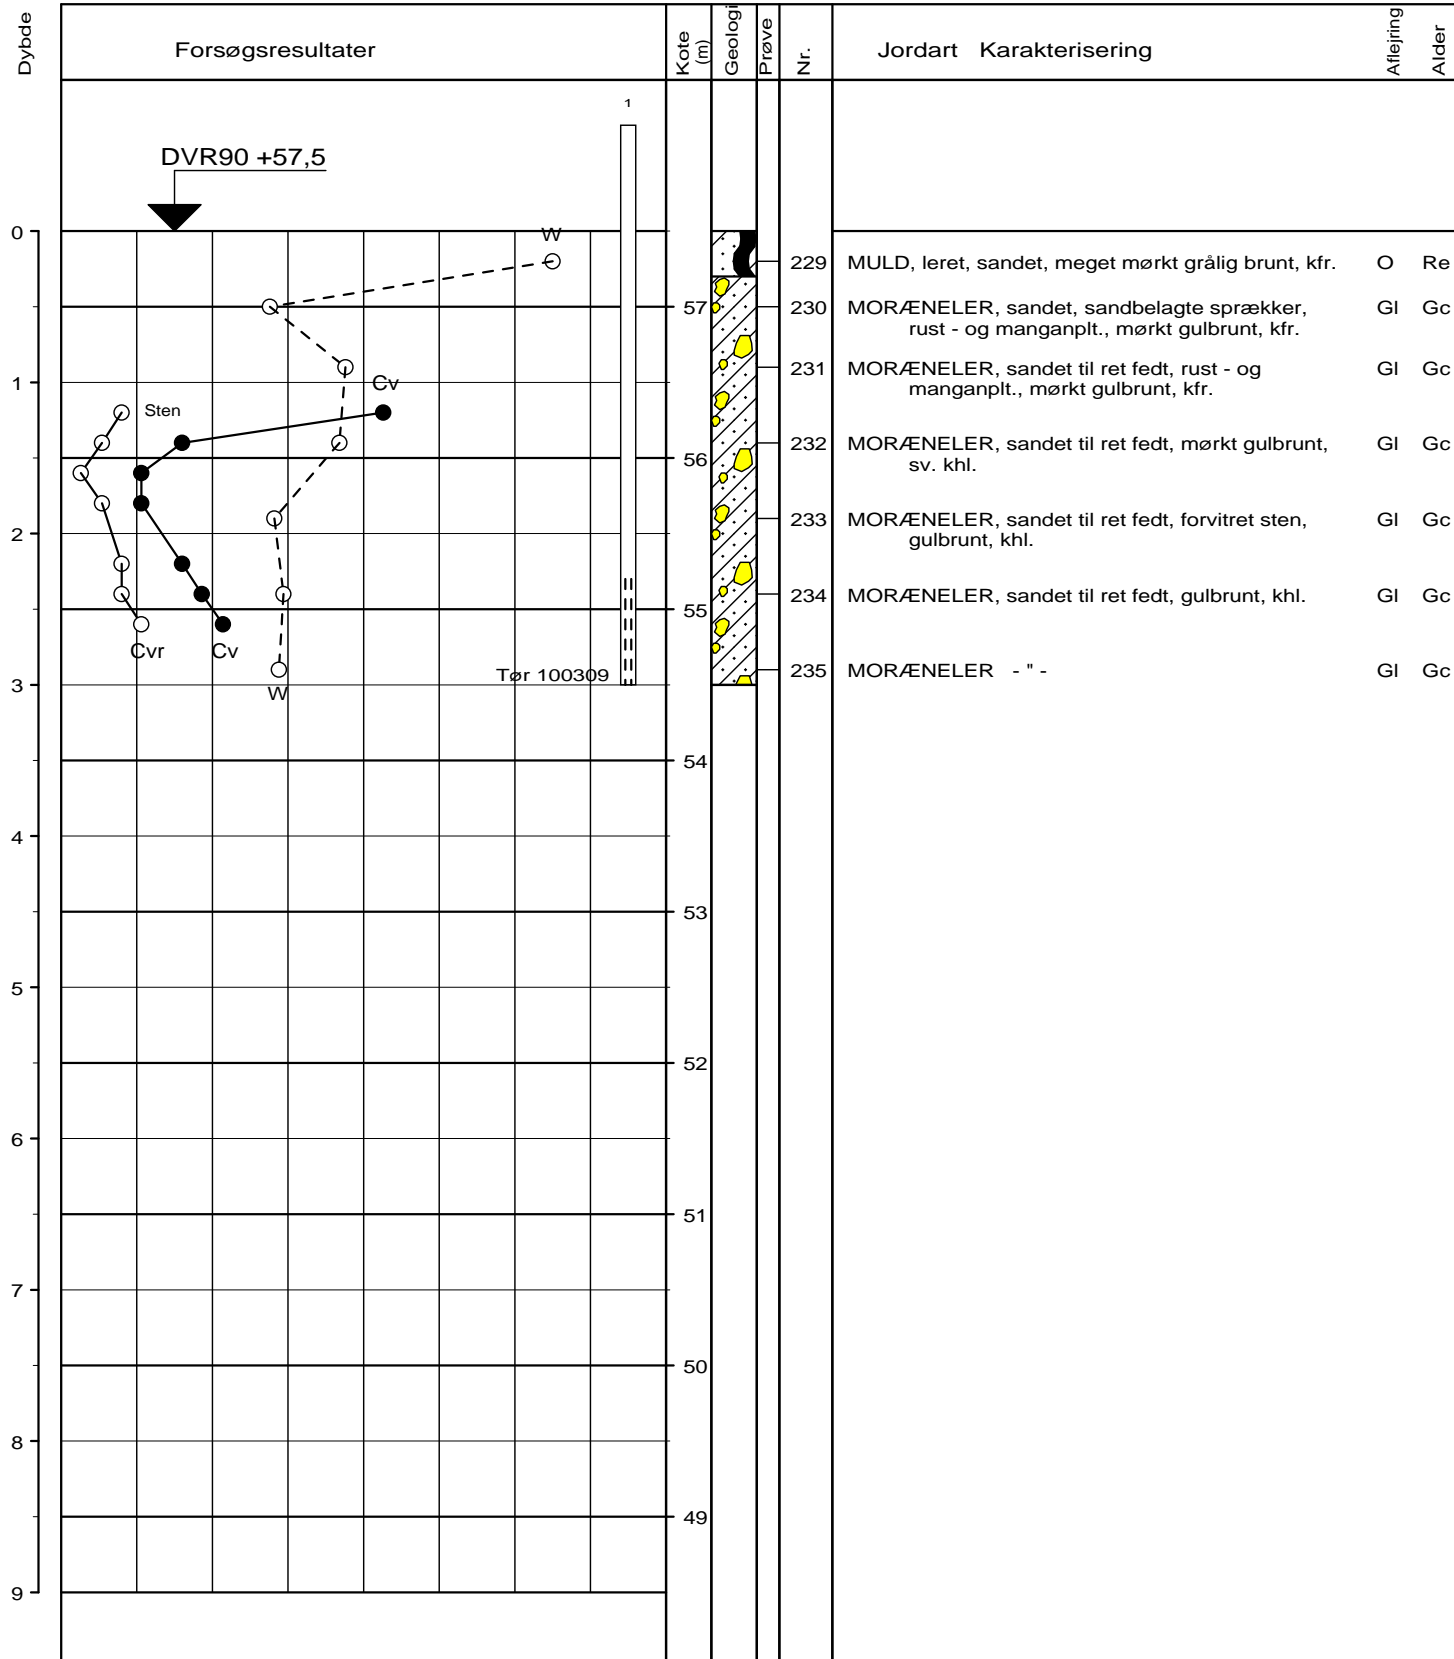 Dybde
Forsøgsresultater
Kote
(m)
Geologi
Prøve
Nr.
Jordart Karakterisering
Aflejring
Alder
1
DVR90 +57,5
0
W
229 MULD, leret, sandet, meget mørkt gråligt brunt, kfr. O Re
57
230 MORÆNELER, sandet, sandbelagte sprækker, Gl Gc
rust - og manganplt., mørkt gulbrunt, kfr.
231 MORÆNELER, sandet til ret fedt, rust - og Gl Gc
manganplt., mørkt gulbrunt, kfr.
1
Cv
Sten
232 MORÆNELER, sandet til ret fedt, mørkt gulbrunt, Gl Gc
sv. khl.
56
233 MORÆNELER, sandet til ret fedt, forvitret sten, Gl Gc
gulbrunt, khl.
2
234 MORÆNELER, sandet til ret fedt, gulbrunt, khl. Gl Gc
55
Cvr Cv
Tør 100309
235 MORÆNELER - " - Gl Gc
3
W
54
4
53
5
52
6
51
7
50
8
49
9